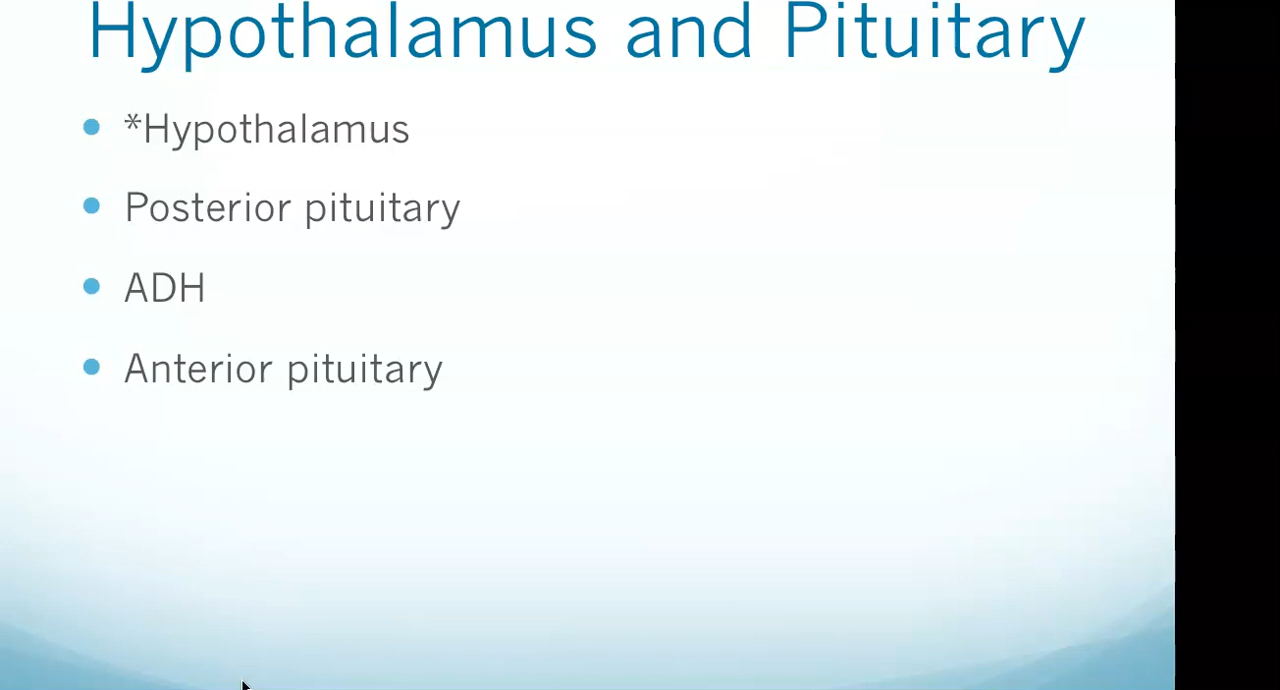 Hypothalamus and Pituitary
*Hypothalamus
Posterior pituitary
ADH
Anterior pituitary